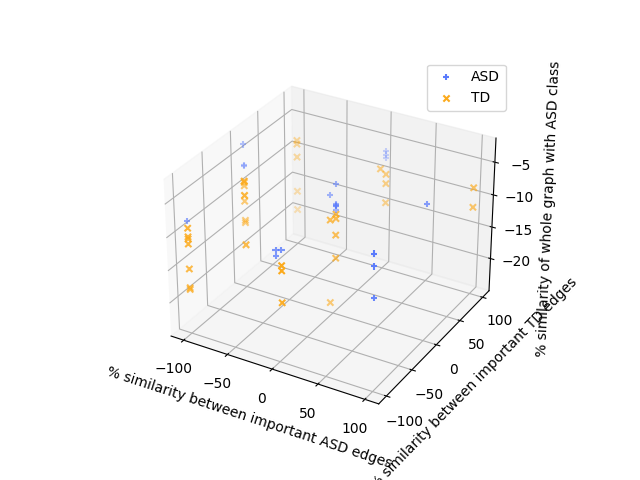 ASD
TD
% similarity of whole graph with ASD class
−5
−10
−15
−20
100
50
0
−50
−100
% similarity between important TD edges
−100
−50
0
50
100
% similarity between important ASD edges